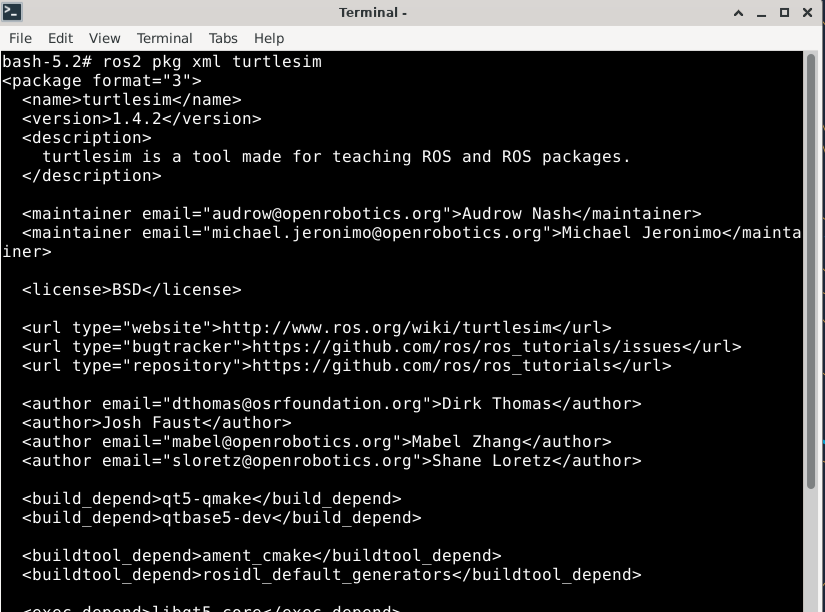 Terminal -
File Edit View Terminal Tabs Help
bash-5.2# ros2 pkg xml turtlesim
<package format="3">
  <name>turtlesim</name>
  <version>1.4.2</version>
  <description>
    turtlesim is a tool made for teaching ROS and ROS packages.
  </description>
  <maintainer email="audrow@openrobotics.org">Audrow Nash</maintainer>
  <maintainer email="michael.jeronimo@openrobotics.org">Michael Jeronimo</mainta
iner>
  <license>BSD</license>
  <url type="website">http://www.ros.org/wiki/turtlesim</url>
  <url type="bugtracker">https://github.com/ros/ros_tutorials/issues</url>
  <url type="repository">https://github.com/ros/ros_tutorials</url>
  <author email="dthomas@osrfoundation.org">Dirk Thomas</author>
  <author>Josh Faust</author>
  <author email="mabel@openrobotics.org">Mabel Zhang</author>
  <author email="sloretz@openrobotics.org">Shane Loretz</author>
  <build_depend>qt5-qmake</build_depend>
  <build_depend>qtbase5-dev</build_depend>
  <buildtool_depend>ament_cmake</buildtool_depend>
  <buildtool_depend>rosidl_default_generators</buildtool_depend>
  <exec_depend>libqt5-core</exec_depend>